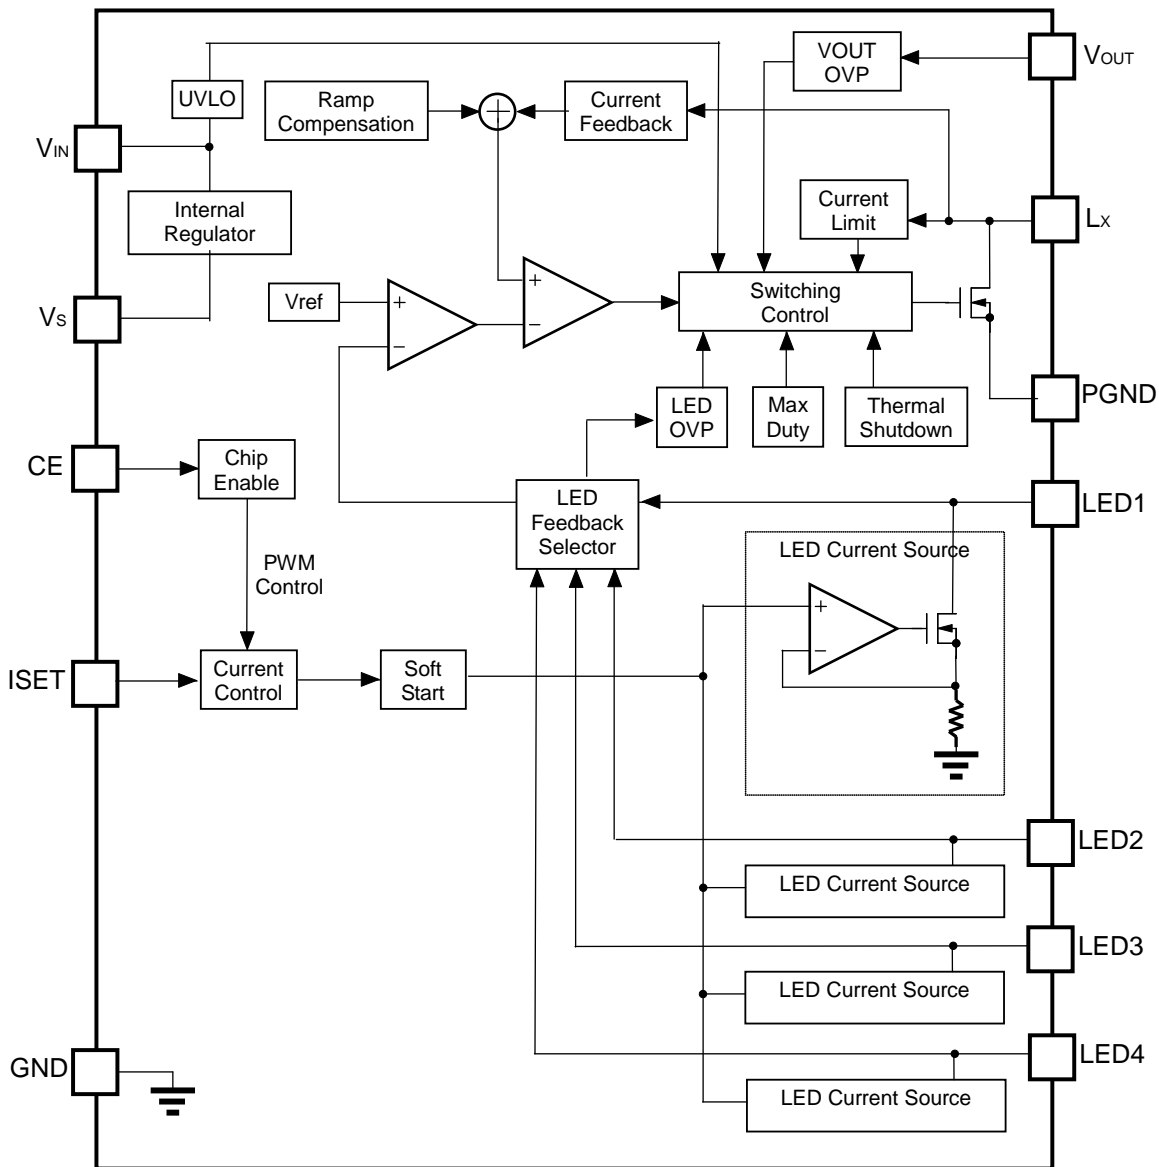 VOUT
VOUT
OVP
UVLO
Ramp
Compensation
+
Current
Feedback
VIN
Internal
Regulator
Current
Limit
LX
Vref
+
−
+
−
Switching
Control
VS
LED
OVP
Max
Duty
Thermal
Shutdown
PGND
CE
Chip
Enable
LED
Feedback
Selector
LED1
PWM
Control
LED Current Source
+
−
ISET
Current
Control
Soft
Start
LED2
LED Current Source
LED3
LED Current Source
LED4
LED Current Source
GND